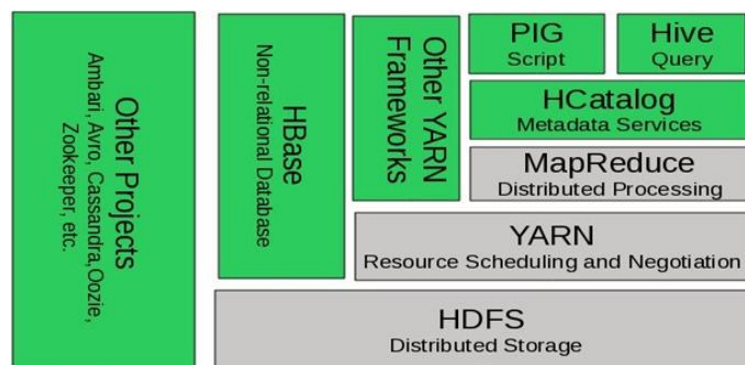 Other Projects
Ambari, Avro, Cassandra, Oozie,
Zookeeper, etc.
HBase
Non-relational Database
Other YARN
Frameworks
PIG
Script
Hive
Query
HCatalog
Metadata Services
MapReduce
Distributed Processing
YARN
Resource Scheduling and Negotiation
HDFS
Distributed Storage